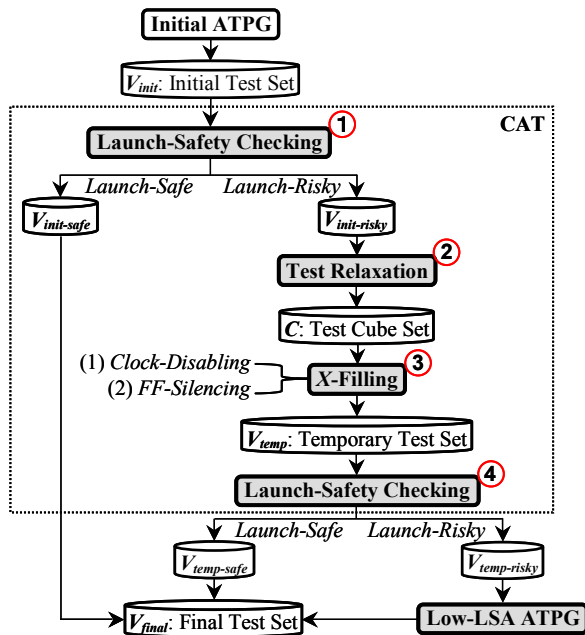 Initial ATPG
V_init: Initial Test Set
CAT
1
Launch-Safety Checking
Launch-Safe Launch-Risky
V_init-safe V_init-risky
2
Test Relaxation
C: Test Cube Set
3
(1) Clock-Disabling
(2) FF-Silencing
X-Filling
V_temp: Temporary Test Set
4
Launch-Safety Checking
Launch-Safe Launch-Risky
V_temp-safe V_temp-risky
V_final: Final Test Set Low-LSA ATPG